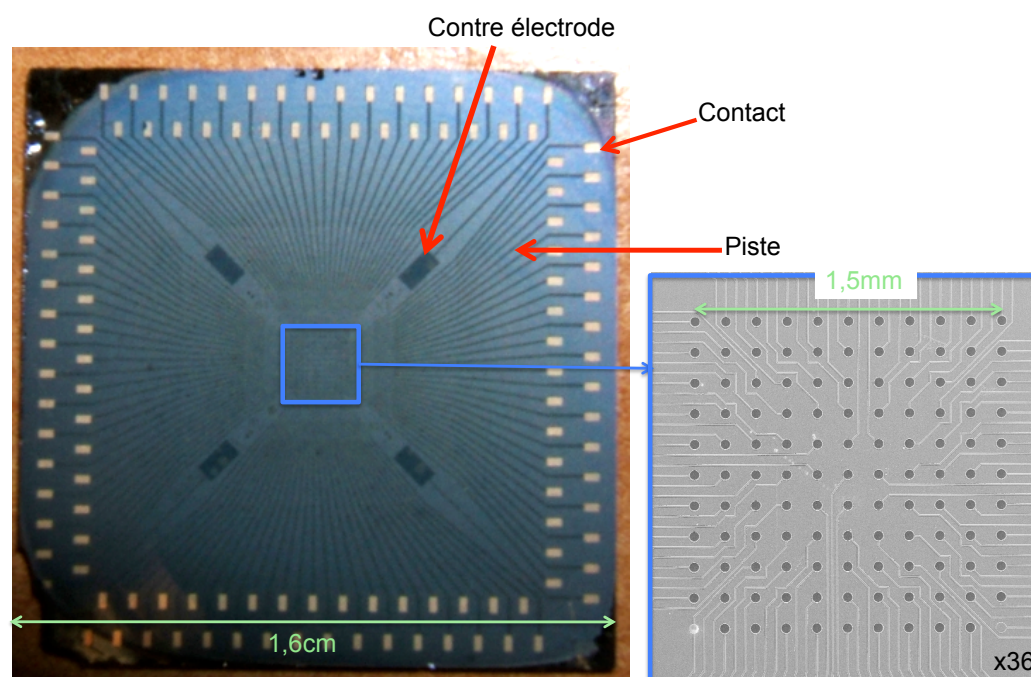 Contre électrode
Contact
Piste
1,5mm
1,6cm
x36